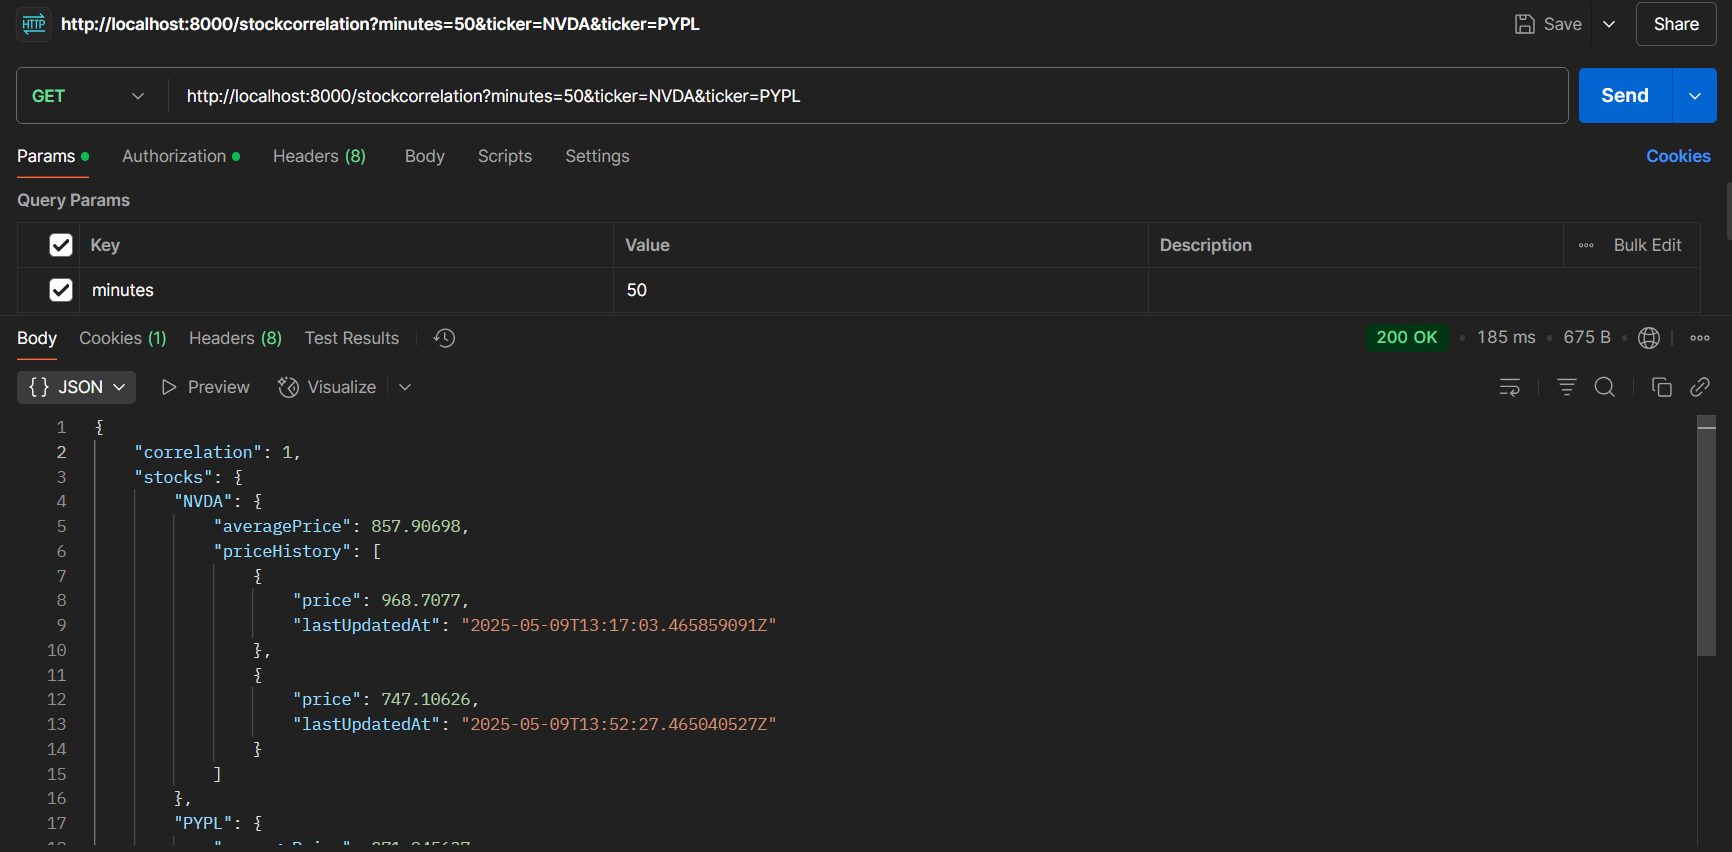 HTTP http://localhost:8000/stockcorrelation?minutes=50&ticker=NVDA&ticker=PYPL Save Share
GET http://localhost:8000/stockcorrelation?minutes=50&ticker=NVDA&ticker=PYPL Send
Params Authorization Headers (8) Body Scripts Settings Cookies
Query Params
Key Value Description Bulk Edit
minutes 50
Body Cookies (1) Headers (8) Test Results 200 OK 185 ms 675 B
{} JSON Preview Visualize
1 {
2 "correlation": 1,
3 "stocks": {
4 "NVDA": {
5 "averagePrice": 857.90698,
6 "priceHistory": [
7 {
8 "price": 968.7077,
9 "lastUpdatedAt": "2025-05-09T13:17:03.465859091Z"
10 },
11 {
12 "price": 747.10626,
13 "lastUpdatedAt": "2025-05-09T13:52:27.465040527Z"
14 }
15 ]
16 },
17 "PYPL": {